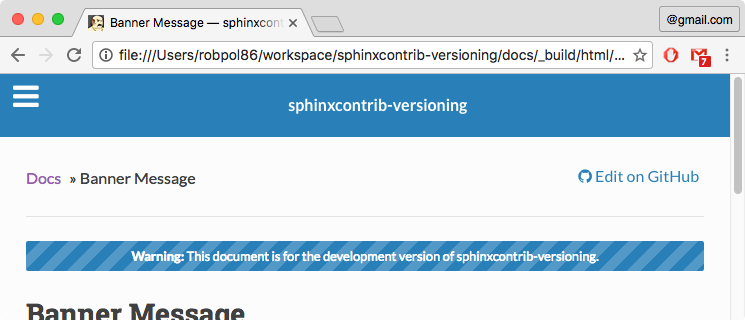 Banner Message — sphinxcont
@gmail.com
file:///Users/robpol86/workspace/sphinxcontrib-versioning/docs/_build/html/...
7
sphinxcontrib-versioning
Docs » Banner Message
Edit on GitHub
Warning: This document is for the development version of sphinxcontrib-versioning.
Banner Message